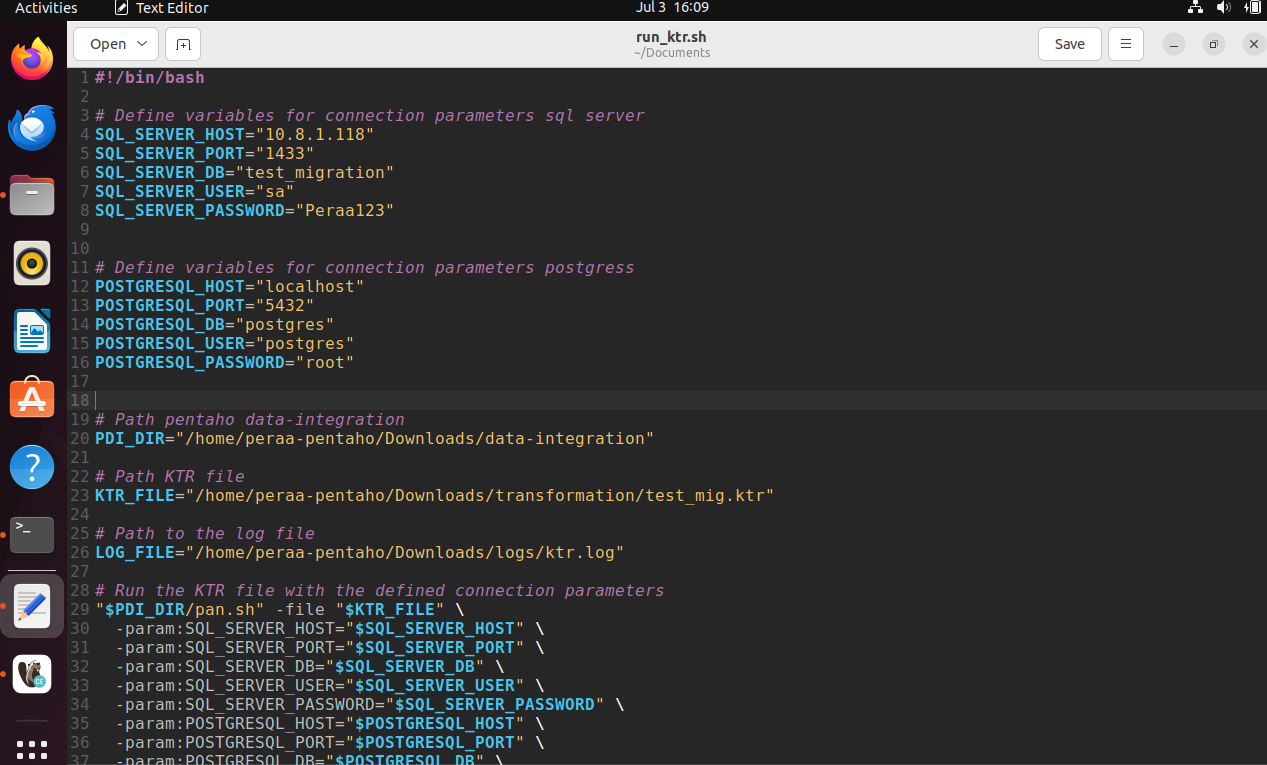 Activities Text Editor Jul 3 16:09
Open run_ktr.sh Save
~/Documents
1 #!/bin/bash
2
3 # Define variables for connection parameters sql server
4 SQL_SERVER_HOST="10.8.1.118"
5 SQL_SERVER_PORT="1433"
6 SQL_SERVER_DB="test_migration"
7 SQL_SERVER_USER="sa"
8 SQL_SERVER_PASSWORD="Peraa123"
9
10
11 # Define variables for connection parameters postgress
12 POSTGRESQL_HOST="localhost"
13 POSTGRESQL_PORT="5432"
14 POSTGRESQL_DB="postgres"
15 POSTGRESQL_USER="postgres"
16 POSTGRESQL_PASSWORD="root"
17
18
19 # Path pentaho data-integration
20 PDI_DIR="/home/peraa-pentaho/Downloads/data-integration"
21
22 # Path KTR file
23 KTR_FILE="/home/peraa-pentaho/Downloads/transformation/test_mig.ktr"
24
25 # Path to the log file
26 LOG_FILE="/home/peraa-pentaho/Downloads/logs/ktr.log"
27
28 # Run the KTR file with the defined connection parameters
29 "$PDI_DIR/pan.sh" -file "$KTR_FILE" \
30 -param:SQL_SERVER_HOST="$SQL_SERVER_HOST" \
31 -param:SQL_SERVER_PORT="$SQL_SERVER_PORT" \
32 -param:SQL_SERVER_DB="$SQL_SERVER_DB" \
33 -param:SQL_SERVER_USER="$SQL_SERVER_USER" \
34 -param:SQL_SERVER_PASSWORD="$SQL_SERVER_PASSWORD" \
35 -param:POSTGRESQL_HOST="$POSTGRESQL_HOST" \
36 -param:POSTGRESQL_PORT="$POSTGRESQL_PORT" \
37 -param:POSTGRESQL_DB="$POSTGRESQL_DB" \